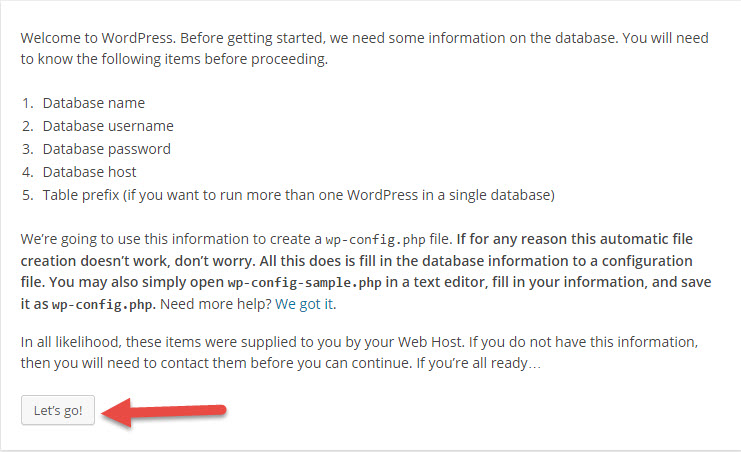 Welcome to WordPress. Before getting started, we need some information on the database. You will need
to know the following items before proceeding.
1. Database name
2. Database username
3. Database password
4. Database host
5. Table prefix (if you want to run more than one WordPress in a single database)
We’re going to use this information to create a wp-config.php file. If for any reason this automatic file
creation doesn’t work, don’t worry. All this does is fill in the database information to a configuration
file. You may also simply open wp-config-sample.php in a text editor, fill in your information, and save
it as wp-config.php. Need more help? We got it.
In all likelihood, these items were supplied to you by your Web Host. If you do not have this information,
then you will need to contact them before you can continue. If you’re all ready…
Let’s go!